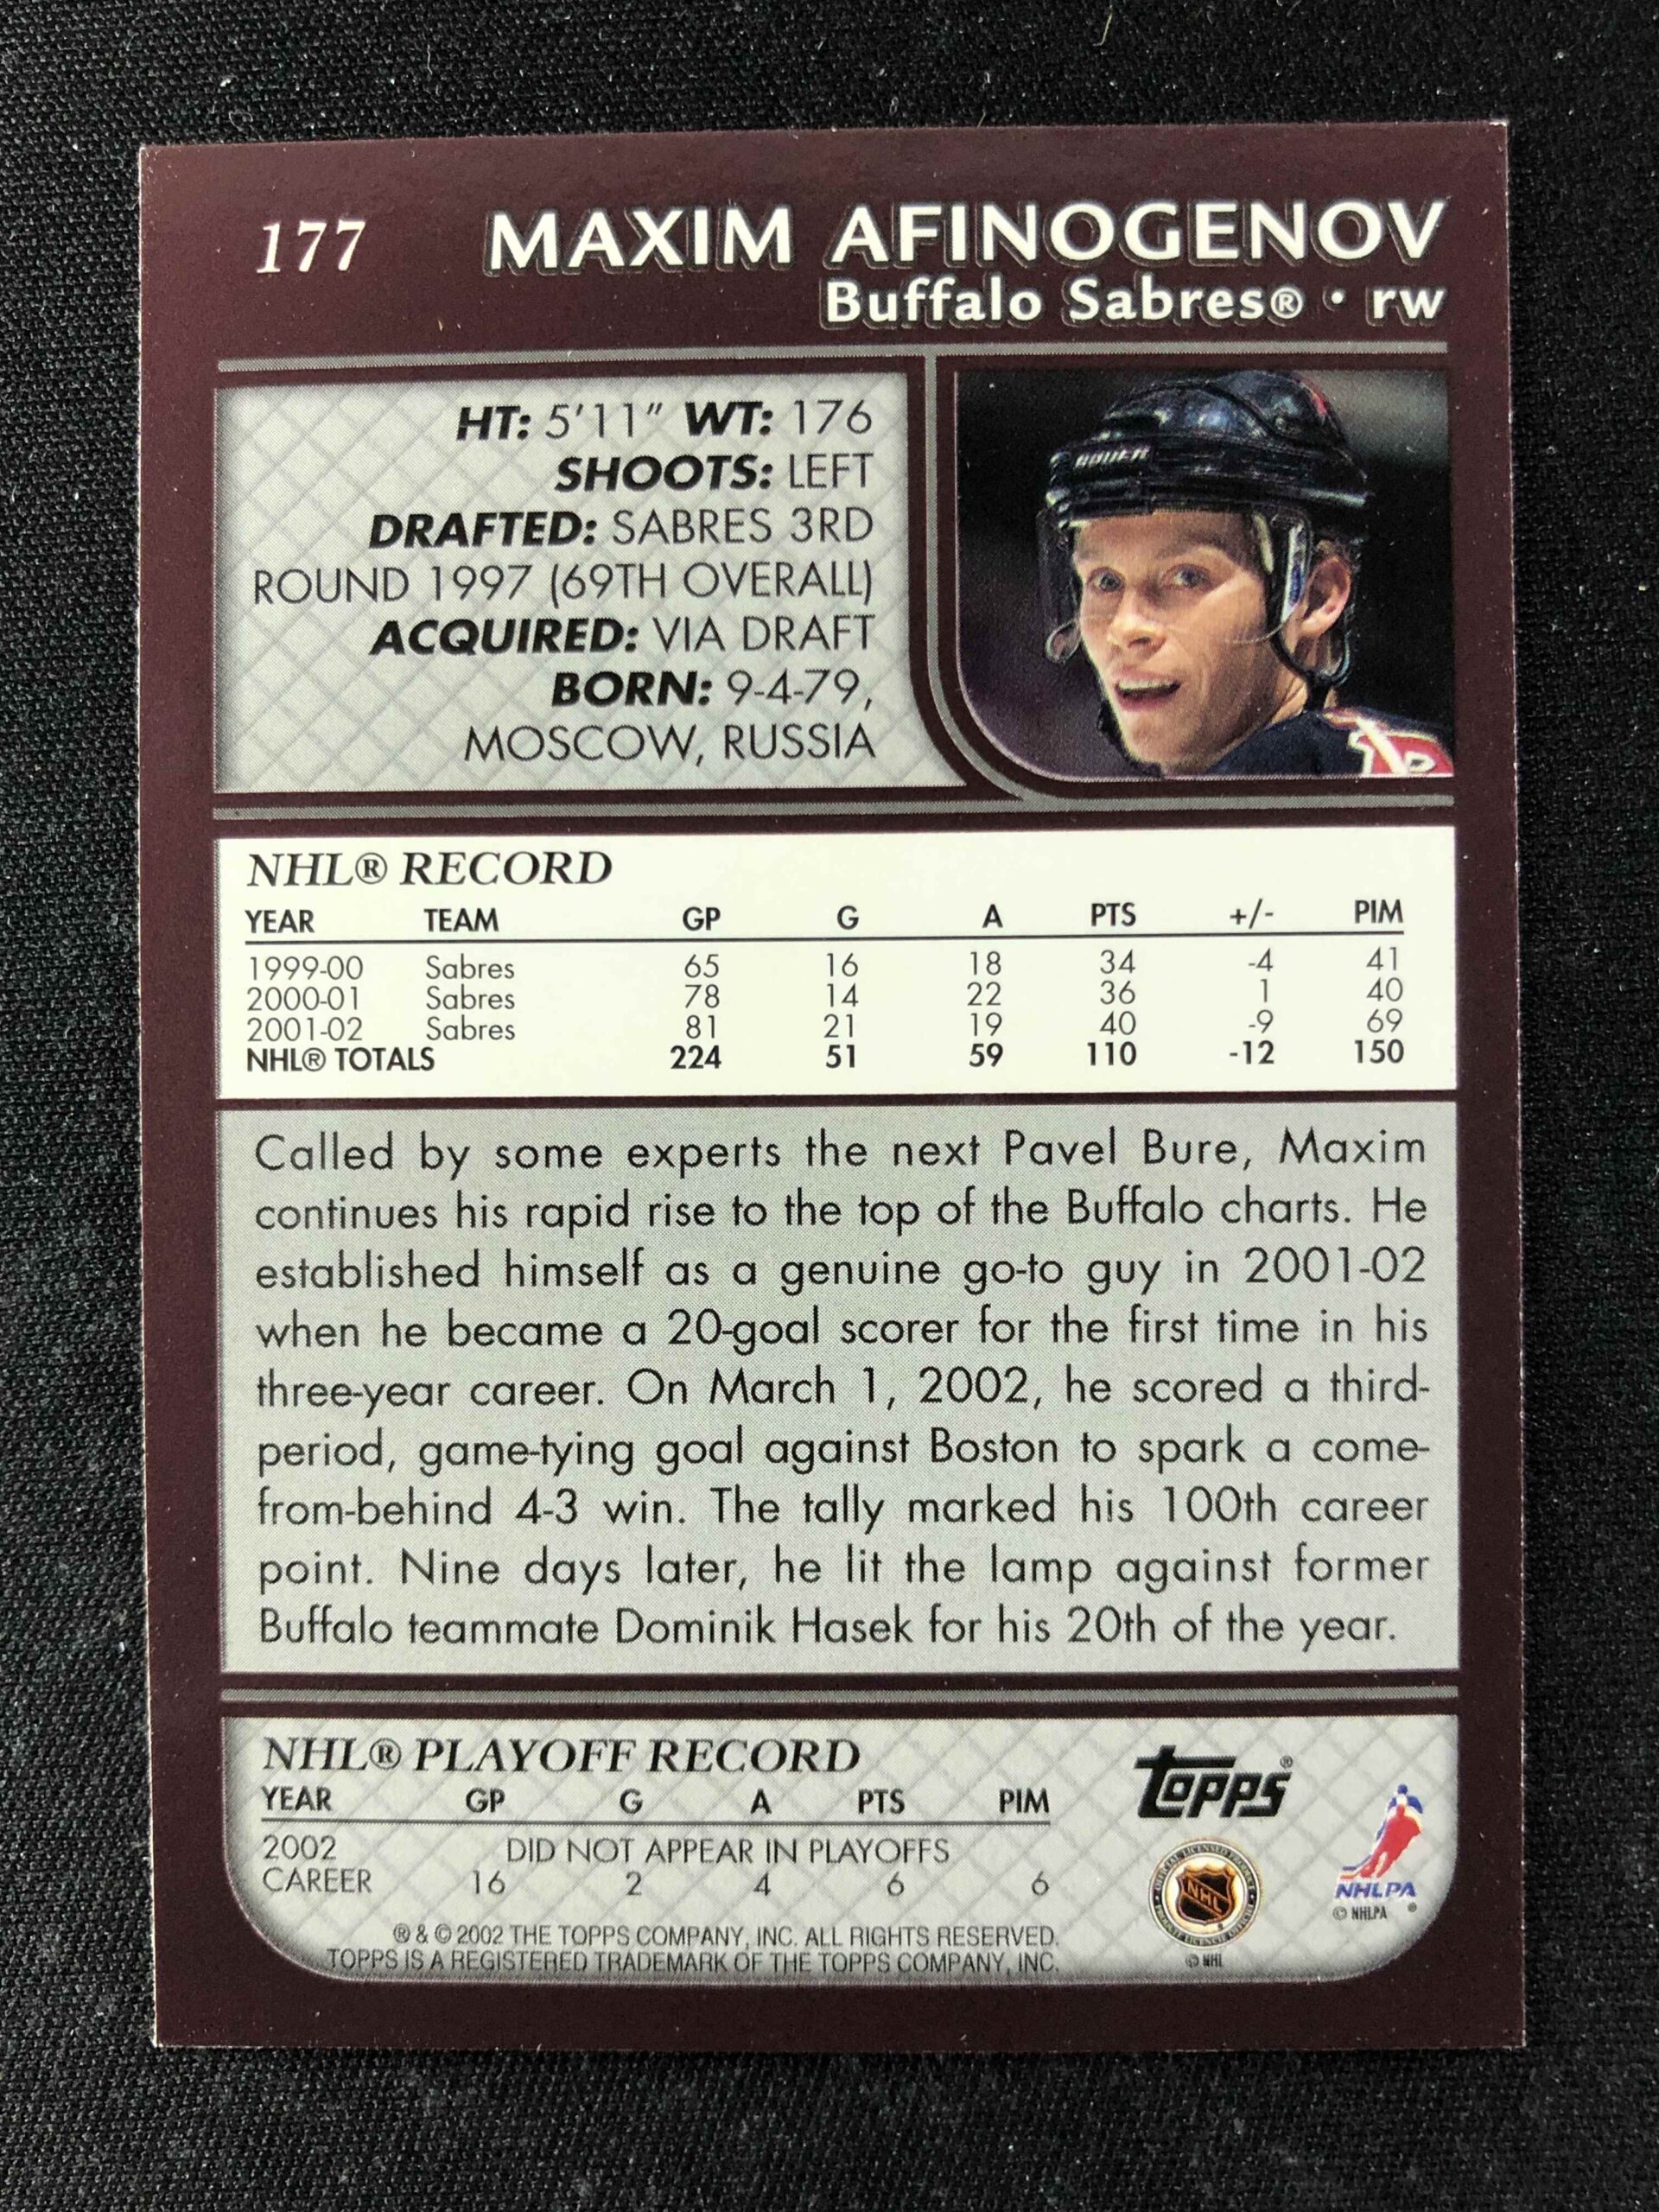 177 MAXIM AFINOGENOV
Buffalo Sabres® • rw
HT: 5'11" WT: 176
SHOOTS: LEFT
DRAFTED: SABRES 3RD
ROUND 1997 (69TH OVERALL)
ACQUIRED: VIA DRAFT
BORN: 9-4-79,
MOSCOW, RUSSIA
BAUER
NHL® RECORD
YEAR TEAM GP G A PTS +/- PIM
1999-00 Sabres 65 16 18 34 -4 41
2000-01 Sabres 78 14 22 36 1 40
2001-02 Sabres 81 21 19 40 -9 69
NHL® TOTALS 224 51 59 110 -12 150
Called by some experts the next Pavel Bure, Maxim
continues his rapid rise to the top of the Buffalo charts. He
established himself as a genuine go-to guy in 2001-02
when he became a 20-goal scorer for the first time in his
three-year career. On March 1, 2002, he scored a third-
period, game-tying goal against Boston to spark a come-
from-behind 4-3 win. The tally marked his 100th career
point. Nine days later, he lit the lamp against former
Buffalo teammate Dominik Hasek for his 20th of the year.
NHL® PLAYOFF RECORD
YEAR GP G A PTS PIM
2002 DID NOT APPEAR IN PLAYOFFS
CAREER 16 2 4 6 6
® & © 2002 THE TOPPS COMPANY, INC. ALL RIGHTS RESERVED.
TOPPS IS A REGISTERED TRADEMARK OF THE TOPPS COMPANY, INC.
Topps®
NHL
© NHL
NHLPA
© NHLPA ®